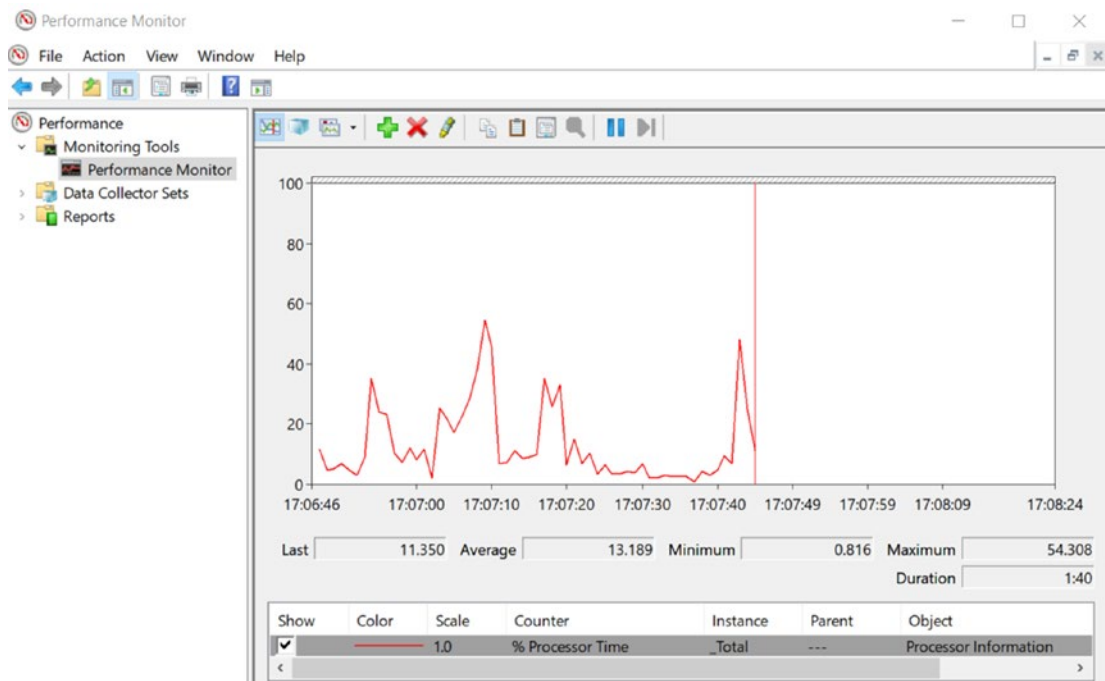 Performance Monitor
File Action View Window Help
Performance
Monitoring Tools
Performance Monitor
Data Collector Sets
Reports
100
80
60
40
20
0
17:06:46 17:07:00 17:07:10 17:07:20 17:07:30 17:07:40 17:07:49 17:07:59 17:08:09 17:08:24
Last 11.350 Average 13.189 Minimum 0.816 Maximum 54.308
Duration 1:40
Show Color Scale Counter Instance Parent Object
1.0 % Processor Time _Total --- Processor Information